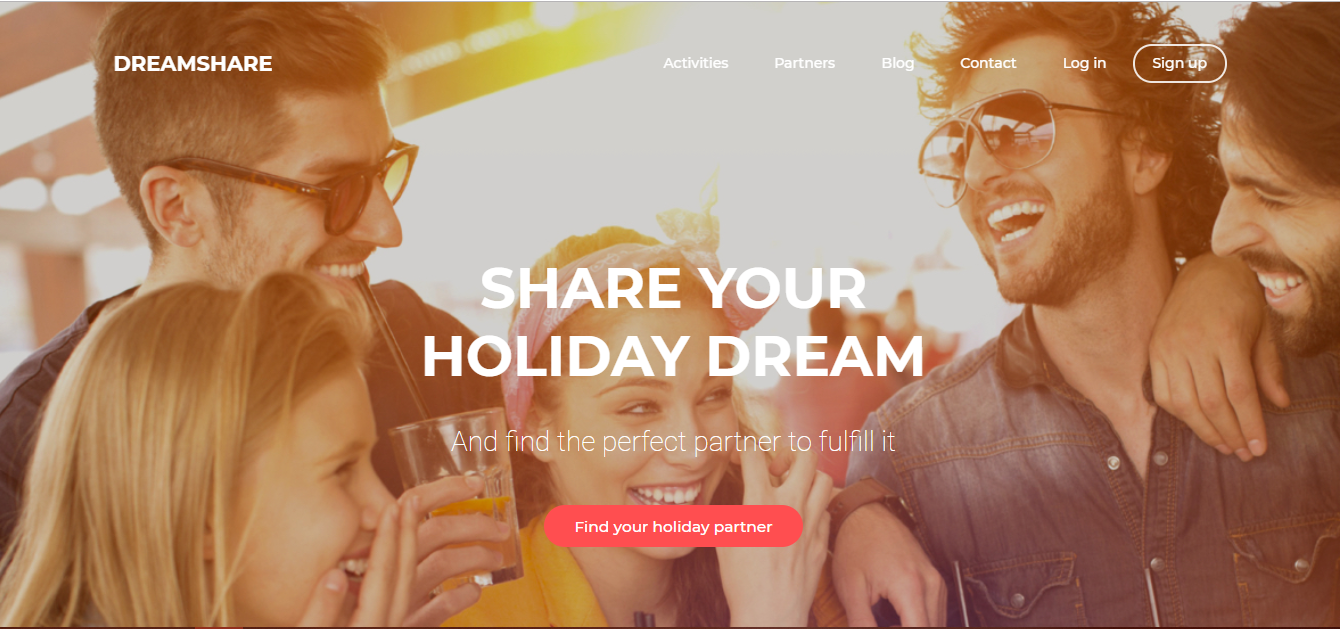 DREAMSHARE
Activities Partners Blog Contact Log in Sign up
SHARE YOUR
HOLIDAY DREAM
And find the perfect partner to fulfill it
Find your holiday partner